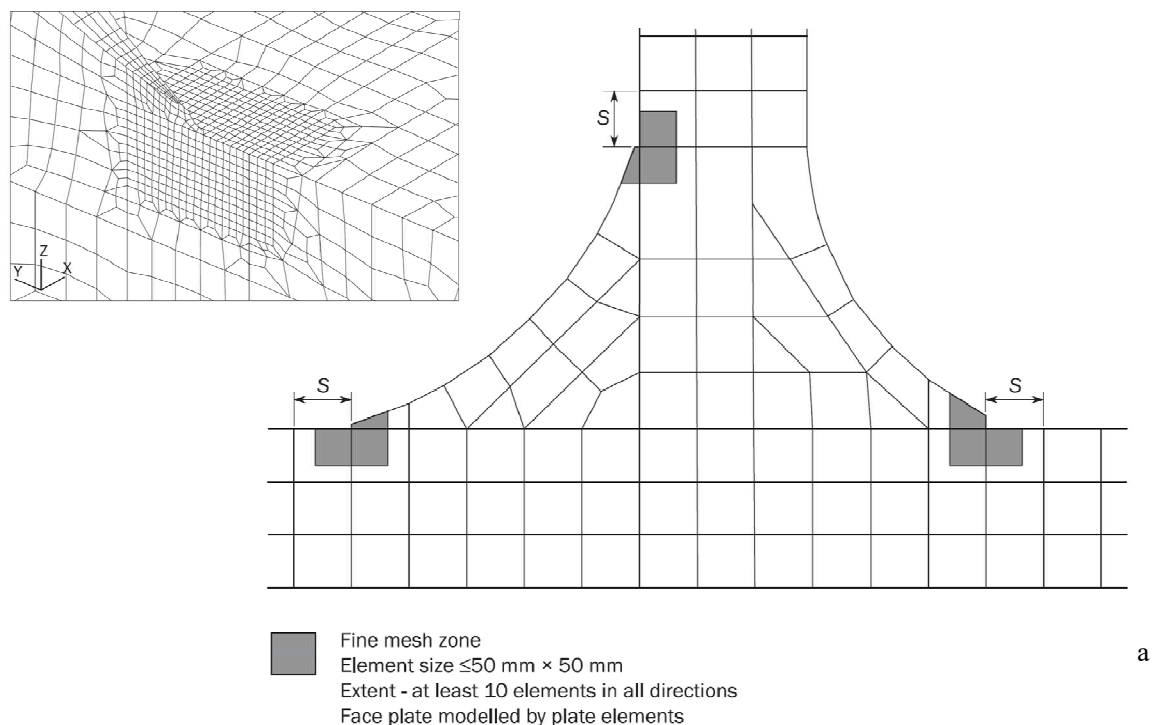 Z
Y
X
S
S
S
Fine mesh zone
Element size ≤50 mm × 50 mm
Extent - at least 10 elements in all directions
Face plate modelled by plate elements
a